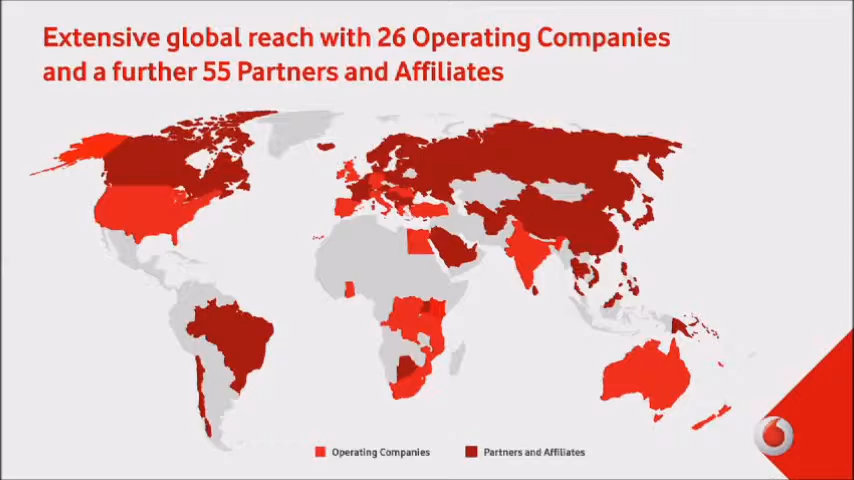 Extensive global reach with 26 Operating Companies
and a further 55 Partners and Affiliates
Operating Companies
Partners and Affiliates